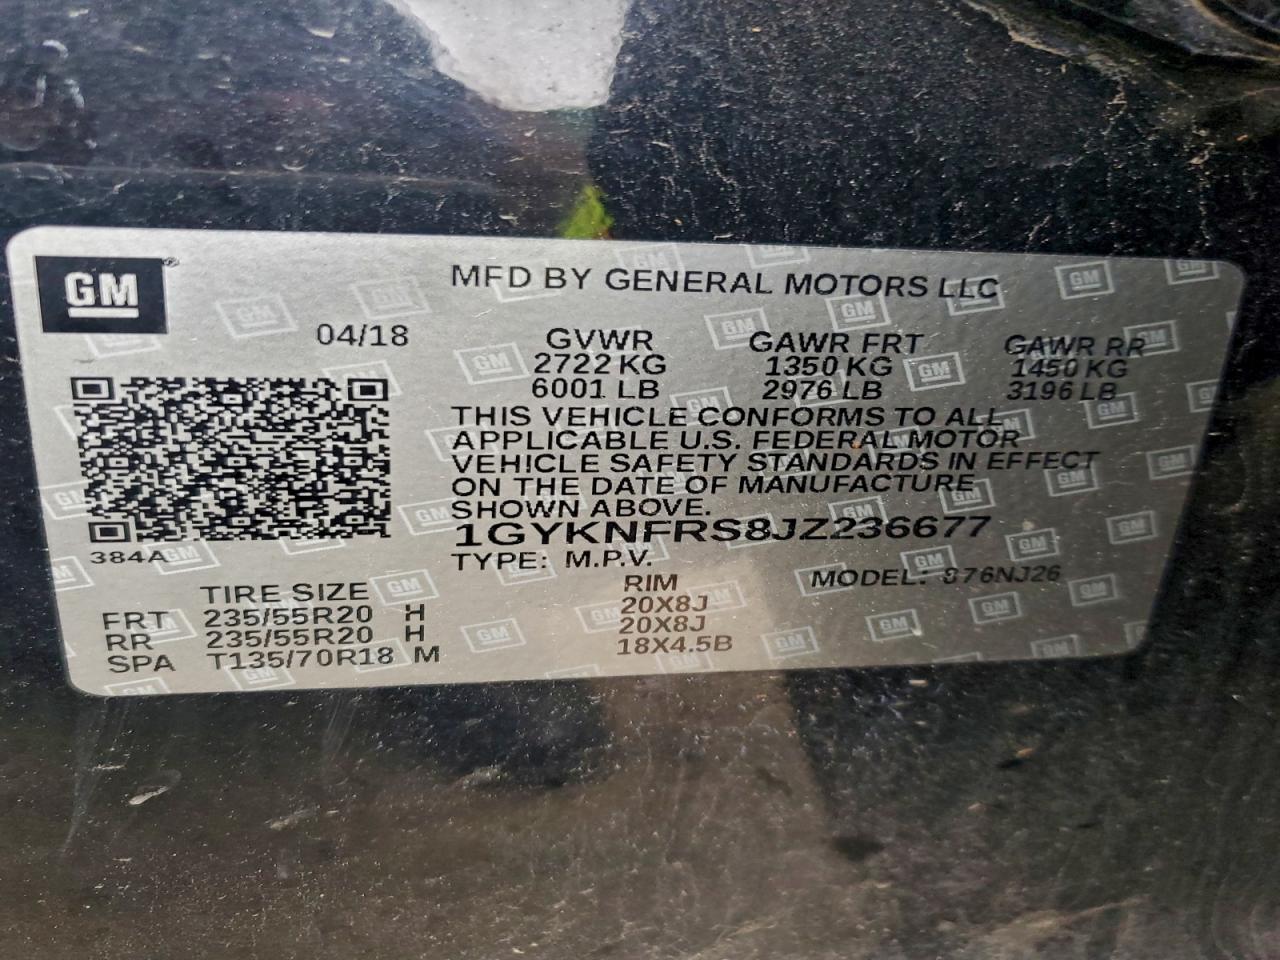 GM
MFD BY GENERAL MOTORS LLC
04/18
GVWR GAWR FRT GAWR RR
2722 KG 1350 KG 1450 KG
6001 LB 2976 LB 3196 LB
THIS VEHICLE CONFORMS TO ALL
APPLICABLE U.S. FEDERAL MOTOR
VEHICLE SAFETY STANDARDS IN EFFECT
ON THE DATE OF MANUFACTURE
SHOWN ABOVE.
1GYKNFRS8JZ236677
384A
TYPE: M.P.V. MODEL: 876NJ26
TIRE SIZE RIM
FRT 235/55R20 H 20X8J
RR 235/55R20 H 20X8J
SPA T135/70R18 M 18X4.5B